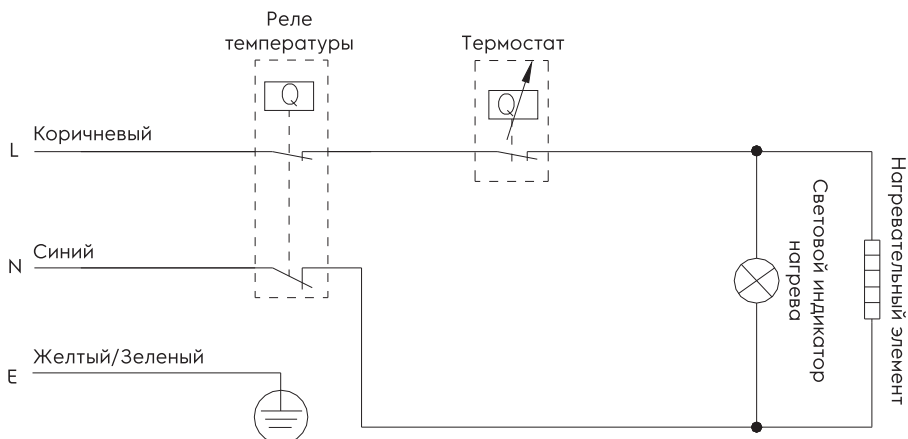 Реле
температуры
Термостат
Q
Q
Коричневый
L
Синий
N
Желтый/Зеленый
E
Световой индикатор
нагрева
Нагревательный элемент